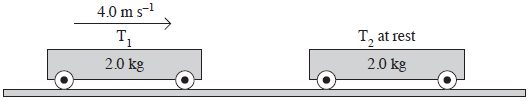 4.0 m s⁻¹
T₁
T₂ at rest
2.0 kg
2.0 kg